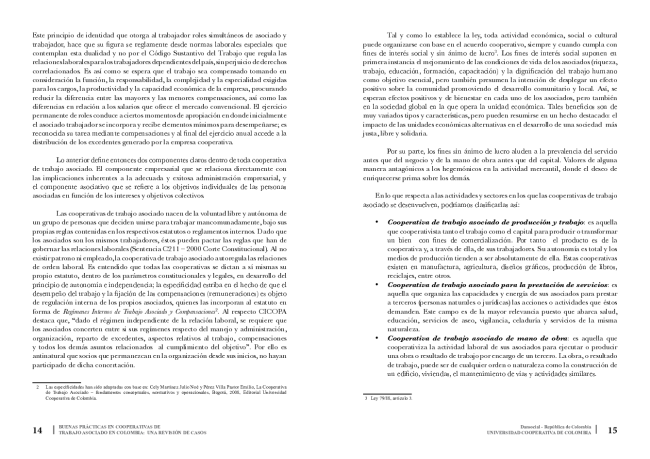 Este principio de identidad que otorga al trabajador roles simultáneos de asociado y
trabajador, hace que su figura se reglamente desde normas laborales especiales que
contemplan esta dualidad y no por el Código Sustantivo del Trabajo que regula las
relaciones laborales para los trabajadores dependientes del país, sin perjuicio de derechos
correlacionados. Es así como se espera que el trabajo sea compensado tomando en
consideración la función, la responsabilidad, la complejidad y la especialidad exigidas
para los cargos, la productividad y la capacidad económica de la empresa, procurando
reducir la diferencia entre las mayores y las menores compensaciones, así como las
diferencias en relación a los salarios que ofrece el mercado convencional. El ejercicio
permanente de roles conduce a ciertos momentos de apropiación en donde inicialmente
el asociado trabajador se incorpora y recibe elementos mínimos para desempeñarse; es
reconocida su tarea mediante compensaciones y al final del ejercicio anual accede a la
distribución de los excedentes generados por la empresa cooperativa.
Lo anterior define entonces dos componentes claros dentro de toda cooperativa
de trabajo asociado. El componente empresarial que se relaciona directamente con
las implicaciones inherentes a la adecuada y exitosa administración empresarial, y
el componente asociativo que se refiere a los objetivos individuales de las personas
asociadas en función de los intereses y objetivos colectivos.
Las cooperativas de trabajo asociado nacen de la voluntad libre y autónoma de
un grupo de personas que deciden unirse para trabajar mancomunadamente, bajo sus
propias reglas contenidas en los respectivos estatutos o reglamentos internos. Dado que
los asociados son los mismos trabajadores, éstos pueden pactar las reglas que han de
gobernar las relaciones laborales (Sentencia C211 – 2000 Corte Constitucional). Al no
existir patrono ni empleado, la cooperativa de trabajo asociado autorregula las relaciones
de orden laboral. Es entendido que todas las cooperativas se dictan a si mismas su
propio estatuto, dentro de los parámetros constitucionales y legales, en desarrollo del
principio de autonomía e independencia; la especificidad estriba en el hecho de que el
desempeño del trabajo y la fijación de las compensaciones (remuneraciones) es objeto
de regulación interna de los propios asociados, quienes las incorporan al estatuto en
forma de Regímenes Internos de Trabajo Asociado y Compensaciones². Al respecto CICOPA
destaca que, "dado el régimen independiente de la relación laboral, se requiere que
los asociados concerten entre si sus regímenes respecto del manejo y administración,
organización, reparto de excedentes, aspectos relativos al trabajo, compensaciones
y todos los demás asuntos relacionados al cumplimiento del objetivo". Por ello es
antinatural que socios que permanezcan en la organización desde sus inicios, no hayan
participado de dicha concertación.
2 Las especificidades han sido adaptadas con base en: Coly Martínez Julio Noé y Pérez Villa Pastor Emilio, La Cooperativa
de Trabajo Asociado – fundamentos conceptuales, normativos y operacionales, Bogotá, 2003, Editorial Universidad
Cooperativa de Colombia.
14 BUENAS PRÁCTICAS EN COOPERATIVAS DE
TRABAJO ASOCIADO EN COLOMBIA: UNA REVISIÓN DE CASOS
Tal y como lo establece la ley, toda actividad económica, social o cultural
puede organizarse con base en el acuerdo cooperativo, siempre y cuando cumpla con
fines de interés social y sin ánimo de lucro³. Los fines de interés social suponen en
primera instancia el mejoramiento de las condiciones de vida de los asociados (riqueza,
trabajo, educación, formación, capacitación) y la dignificación del trabajo humano
como objetivo esencial, pero también presumen la intención de desplegar un efecto
positivo sobre la comunidad promoviendo el desarrollo comunitario y local. Así, se
esperan efectos positivos y de bienestar en cada uno de los asociados, pero también
en la sociedad global en la que opera la unidad económica. Tales beneficios son de
muy variados tipos y características, pero pueden resumirse en un hecho destacado: el
impacto de las unidades económicas alternativas en el desarrollo de una sociedad más
justa, libre y solidaria.
Por su parte, los fines sin ánimo de lucro aluden a la prevalencia del servicio
antes que del negocio y de la mano de obra antes que del capital. Valores de alguna
manera antagónicos a los hegemónicos en la actividad mercantil, donde el deseo de
enriquecerse prima sobre los demás.
En lo que respecta a las actividades y sectores en los que las cooperativas de trabajo
asociado se desenvuelven, podríamos clasificarlas así:
• Cooperativa de trabajo asociado de producción y trabajo: es aquella
que cooperativista tanto el trabajo como el capital para producir o transformar
un bien con fines de comercialización. Por tanto el producto es de la
cooperativa y, a través de ella, de sus trabajadores. Su autonomía es total y los
medios de producción tienden a ser absolutamente de ella. Estas cooperativas
existen en manufactura, agricultura, diseños gráficos, producción de libros,
reciclajes, entre otros.
• Cooperativa de trabajo asociado para la prestación de servicios: es
aquella que organiza las capacidades y energía de sus asociados para prestar
a terceros (personas naturales o jurídicas) las acciones o actividades que éstos
demanden. Este campo es de la mayor relevancia puesto que abarca salud,
educación, servicios de aseo, vigilancia, celaduría y servicios de la misma
naturaleza.
• Cooperativa de trabajo asociado de mano de obra: es aquella que
cooperativiza la actividad laboral de sus asociados para ejecutar o producir
una obra o resultado de trabajo por encargo de un tercero. La obra, o resultado
de trabajo, puede ser de cualquier orden o naturaleza como la construcción de
un edificio, viviendas, el mantenimiento de vías y actividades similares.
3 Ley 79/88, artículo 3.
Dansocial - República de Colombia
UNIVERSIDAD COOPERATIVA DE COLOMBIA 15